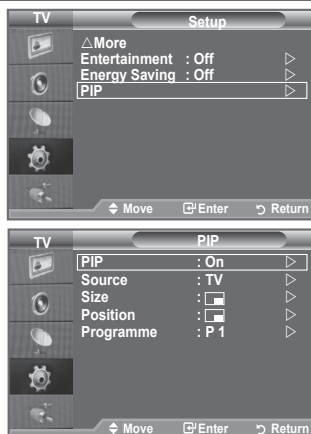 TV Setup
△More
Entertainment : Off ▷
Energy Saving : Off ▷
PIP ▷
Move Enter Return
TV PIP
PIP : On ▷
Source : TV ▷
Size : ▷
Position : ▷
Programme : P 1 ▷
Move Enter Return